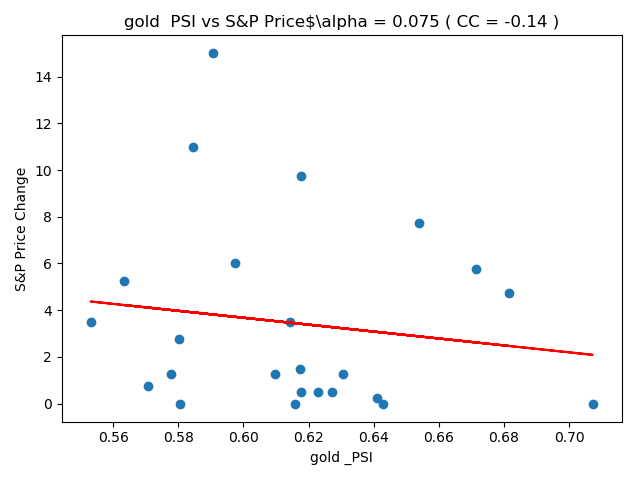 gold  PSI vs S&P Price$\alpha = 0.075 ( CC = -0.14 )
S&P Price Change
14
12
10
8
6
4
2
0
0.56 0.58 0.60 0.62 0.64 0.66 0.68 0.70
gold _PSI